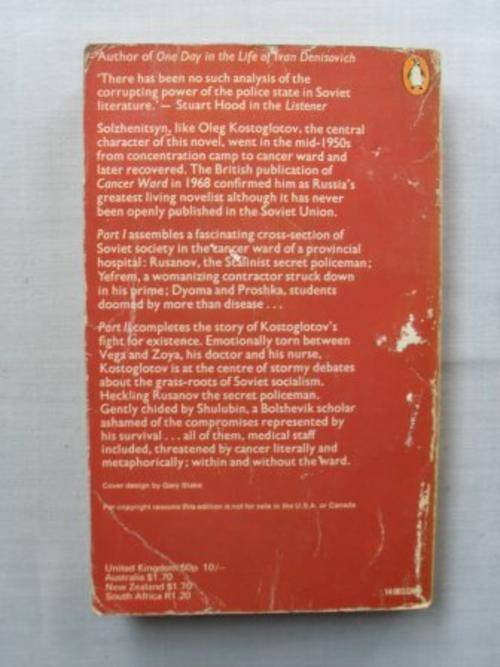 Author of One Day in the Life of Ivan Denisovich
'There has been no such analysis of the
corrupting power of the police state in Soviet
literature.' — Stuart Hood in the Listener
Solzhenitsyn, like Oleg Kostoglotov, the central
character of this novel, went in the mid-1950s
from concentration camp to cancer ward and
later recovered. The British publication of
Cancer Ward in 1968 confirmed him as Russia's
greatest living novelist although it has never
been openly published in the Soviet Union.
Part I assembles a fascinating cross-section of
Soviet society in the cancer ward of a provincial
hospital: Rusanov, the Stalinist secret policeman;
Yefrem, a womanizing contractor struck down
in his prime; Dyoma and Proshka, students
doomed by more than disease . . .
Part II completes the story of Kostoglotov's
fight for existence. Emotionally torn between
Vega and Zoya, his doctor and his nurse,
Kostoglotov is at the centre of stormy debates
about the grass-roots of Soviet socialism.
Heckling Rusanov the secret policeman.
Gently chided by Shulubin, a Bolshevik scholar
ashamed of the compromises represented by
his survival . . . all of them, medical staff
included, threatened by cancer literally and
metaphorically; within and without the ward.
Cover design by Gary
For copyright reasons this edition is not for sale in the U.S.A. or Canada
United Kingdom 50p 10/-
Australia $1.70
New Zealand $1.70
South Africa R1.20